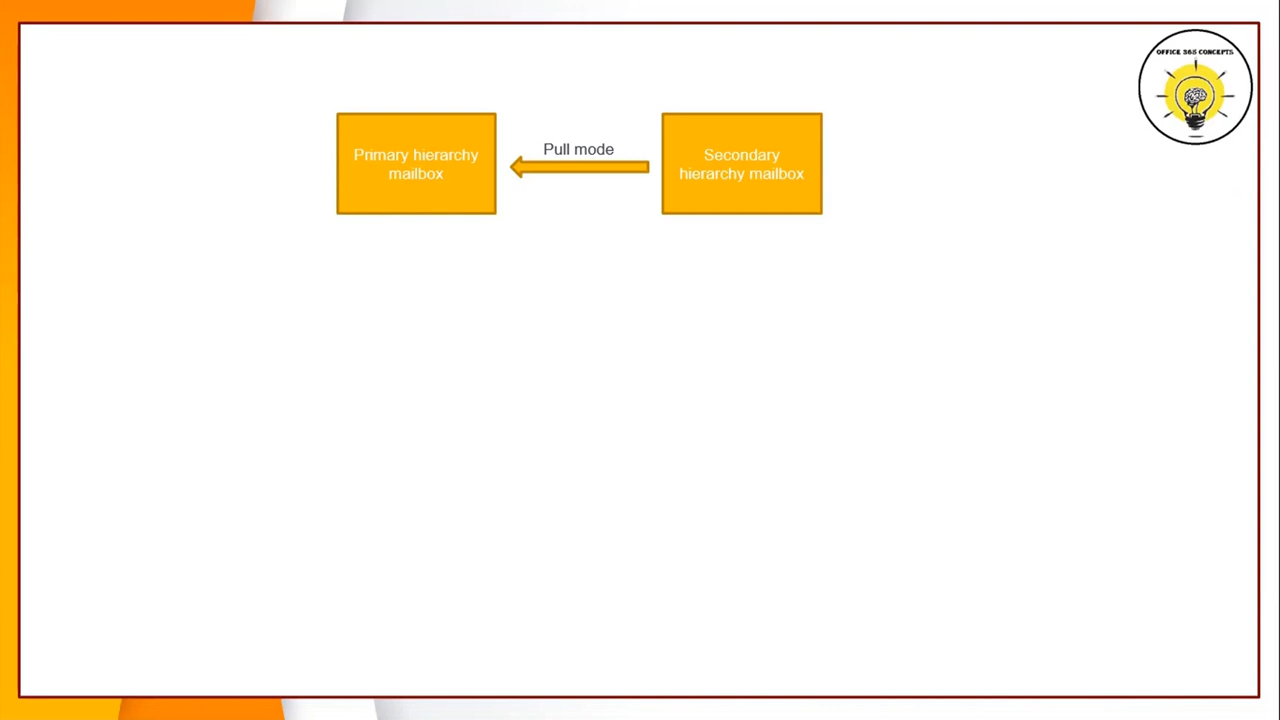 OFFICE 365 CONCEPTS
Primary hierarchy
mailbox
Pull mode
Secondary
hierarchy mailbox